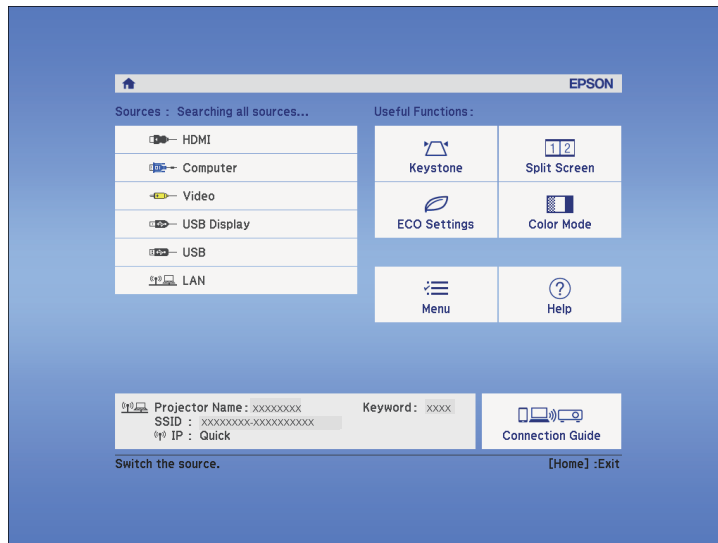 EPSON
Sources : Searching all sources...
Useful Functions :
HDMI
Computer
Video
USB Display
USB
LAN
Keystone
1 2
Split Screen
ECO Settings
Color Mode
Menu
?
Help
Projector Name : XXXXXXXX
Keyword : XXXX
SSID : XXXXXXXX-XXXXXXXXXX
IP : Quick
Connection Guide
Switch the source.
[Home] :Exit